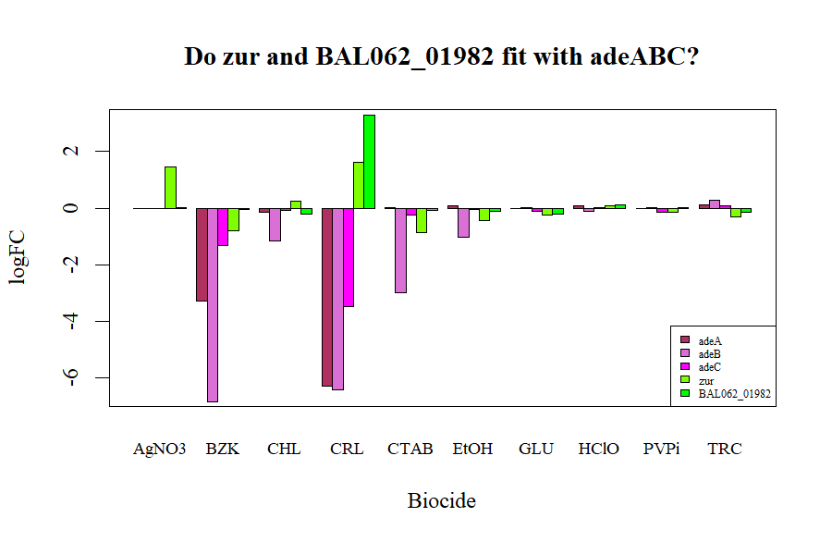 Do zur and BAL062_01982 fit with adeABC?
logFC
2
0
-2
-4
-6
adeA
adeB
adeC
zur
BAL062_01982
AgNO3 BZK CHL CRL CTAB EtOH GLU HClO PVPi TRC
Biocide